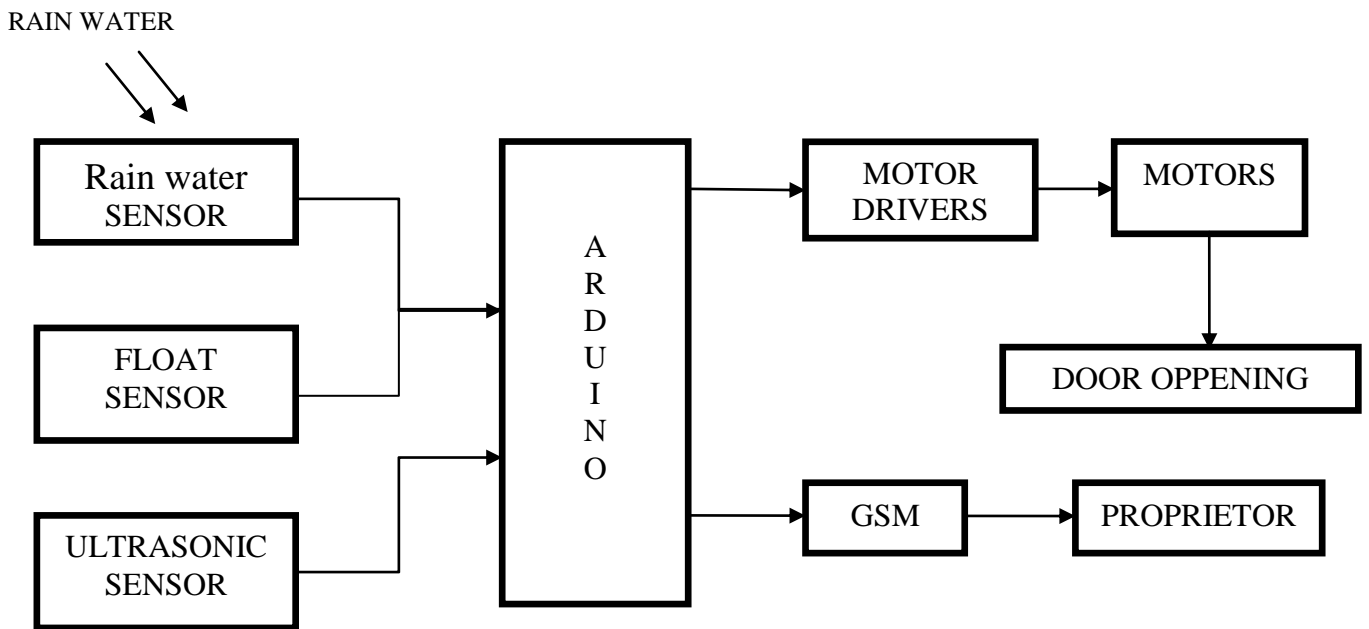 RAIN WATER
Rain water
SENSOR
FLOAT
SENSOR
ULTRASONIC
SENSOR
A
R
D
U
I
N
O
MOTOR
DRIVERS
MOTORS
DOOR OPPENING
GSM
PROPRIETOR